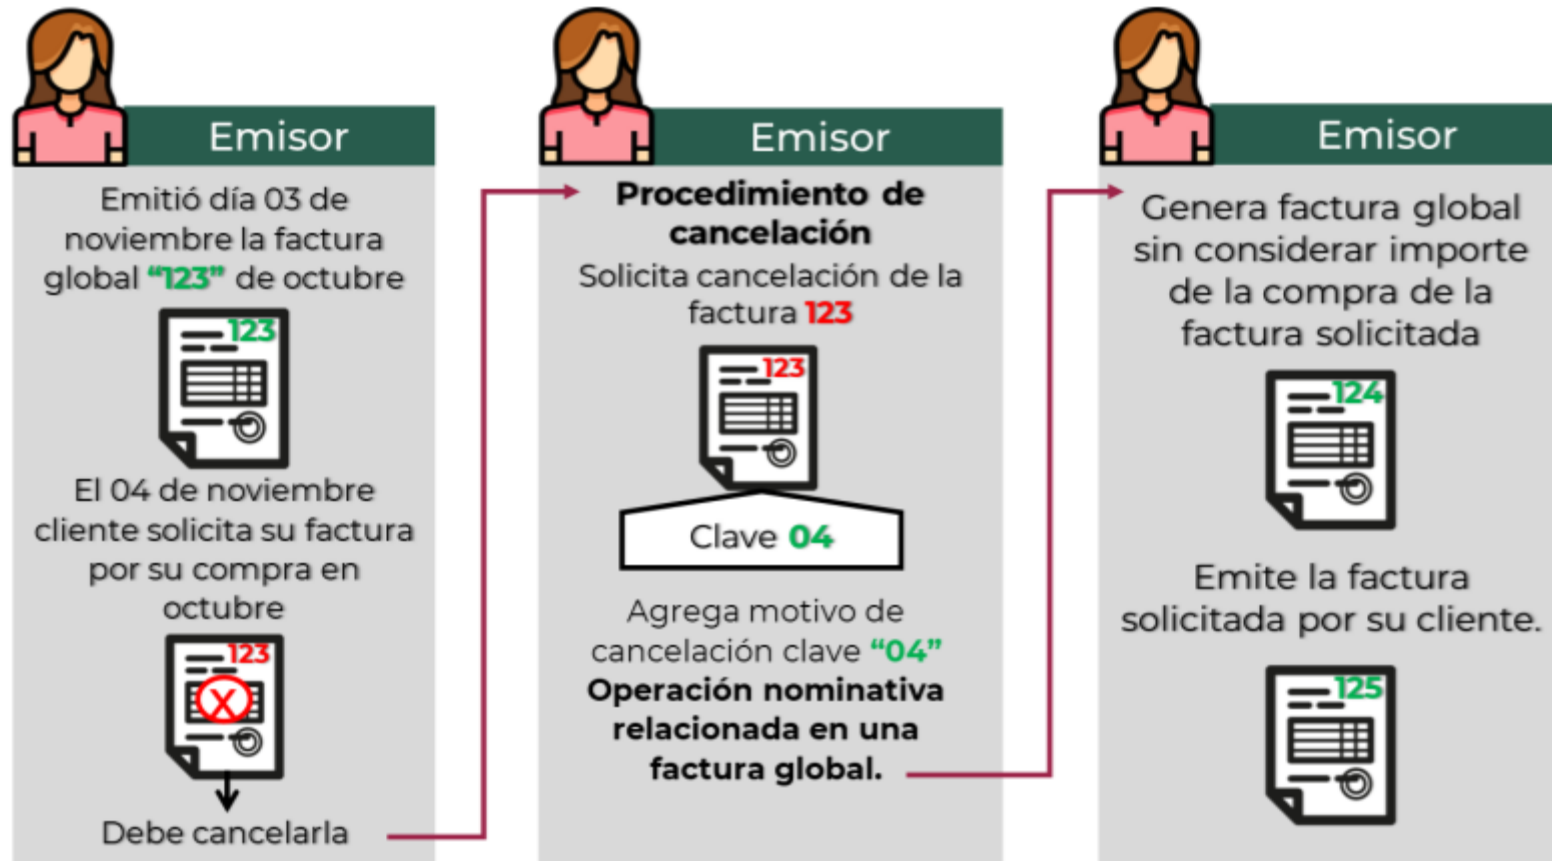 Emisor
Emitió día 03 de
noviembre la factura
global “123” de octubre
123
El 04 de noviembre
cliente solicita su factura
por su compra en
octubre
123
X
Debe cancelarla
Emisor
Procedimiento de
cancelación
Solicita cancelación de la
factura 123
123
Clave 04
Agrega motivo de
cancelación clave “04”
Operación nominativa
relacionada en una
factura global.
Emisor
Genera factura global
sin considerar importe
de la compra de la
factura solicitada
124
Emite la factura
solicitada por su cliente.
125